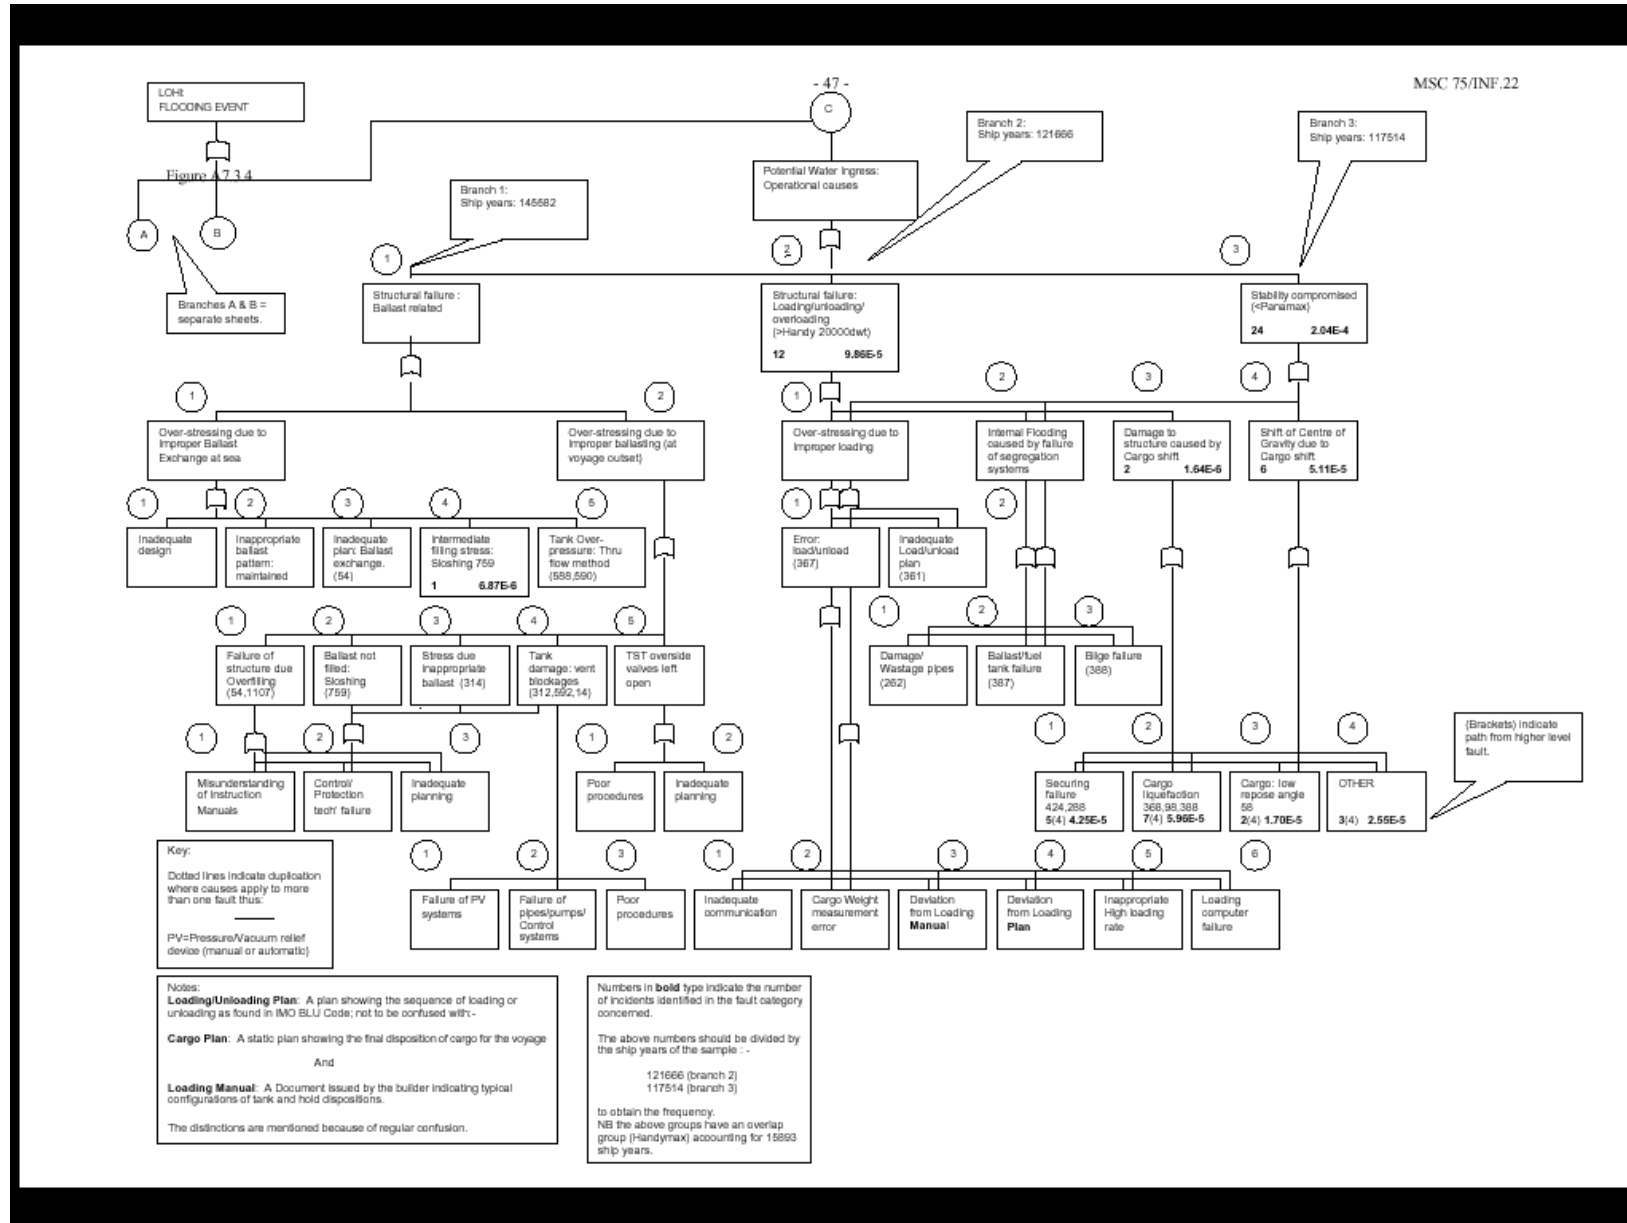 - 47 -
MSC 75/INF.22
LOHI:
FLOODING EVENT
C
Figure A7.3.4
A
B
Branches A & B =
separate sheets.
Branch 1:
Ship years: 145582
Branch 2:
Ship years: 121666
Branch 3:
Ship years: 117514
Potential Water Ingress:
Operational causes
1
2
3
Structural failure :
Ballast related
Structural failure:
Loading/unloading/
overloading
(>Handy 20000dwt)
12 9.86E-5
Stability compromised
(<Panamax)
24 2.04E-4
1
2
1
2
3
4
Over-stressing due to
Improper Ballast
Exchange at sea
Over-stressing due to
Improper ballasting (at
voyage outset)
Over-stressing due to
Improper loading
Internal Flooding
caused by failure
of segregation
systems
Damage to
structure caused by
Cargo shift
2 1.64E-6
Shift of Centre of
Gravity due to
Cargo shift
6 5.11E-5
1
2
3
4
5
1
2
Inadequate
design
Inappropriate
ballast
pattern:
maintained
Inadequate
plan: Ballast
exchange.
(54)
Intermediate
filling stress:
Sloshing 759
1 6.87E-6
Tank Over-
pressure: Thru
flow method
(588,590)
Error:
load/unload
(367)
Inadequate
Load/unload
plan
(361)
1
2
3
4
5
1
2
3
Failure of
structure due
Overfilling
(54,1107)
Ballast not
filled:
Sloshing
(759)
Stress due
Inappropriate
ballast (314)
Tank
damage: vent
blockages
(312,592,14)
TST overside
valves left
open
Damage/
Wastage pipes
(262)
Ballast/fuel
tank failure
(387)
Bilge failure
(388)
1
2
3
1
2
1
2
3
4
Misunderstanding
of Instruction
Manuals
Control/
Protection
tech' failure
Inadequate
planning
Poor
procedures
Inadequate
planning
Securing
failure
424,288
5(4) 4.25E-5
Cargo
liquefaction
368,98,388
7(4) 5.96E-5
Cargo: low
repose angle
58
2(4) 1.70E-5
OTHER
3(4) 2.55E-5
(Brackets) indicate
path from higher level
fault.
1
2
3
1
2
3
4
5
6
Failure of PV
systems
Failure of
pipes/pumps/
Control
systems
Poor
procedures
Inadequate
communication
Cargo Weight
measurement
error
Deviation
from Loading
Manual
Deviation
from Loading
Plan
Inappropriate
High loading
rate
Loading
computer
failure
Key:
Dotted lines indicate duplication
where causes apply to more
than one fault thus:
PV=Pressure/Vacuum relief
device (manual or automatic)
Notes:
Loading/Unloading Plan: A plan showing the sequence of loading or
unloading as found in IMO BLU Code; not to be confused with:-
Cargo Plan: A static plan showing the final disposition of cargo for the voyage
And
Loading Manual: A Document issued by the builder indicating typical
configurations of tank and hold dispositions.
The distinctions are mentioned because of regular confusion.
Numbers in bold type indicate the number
of incidents identified in the fault category
concerned.
The above numbers should be divided by
the ship years of the sample : -
121666 (branch 2)
117514 (branch 3)
to obtain the frequency.
NB the above groups have an overlap
group (Handymax) accounting for 15893
ship years.